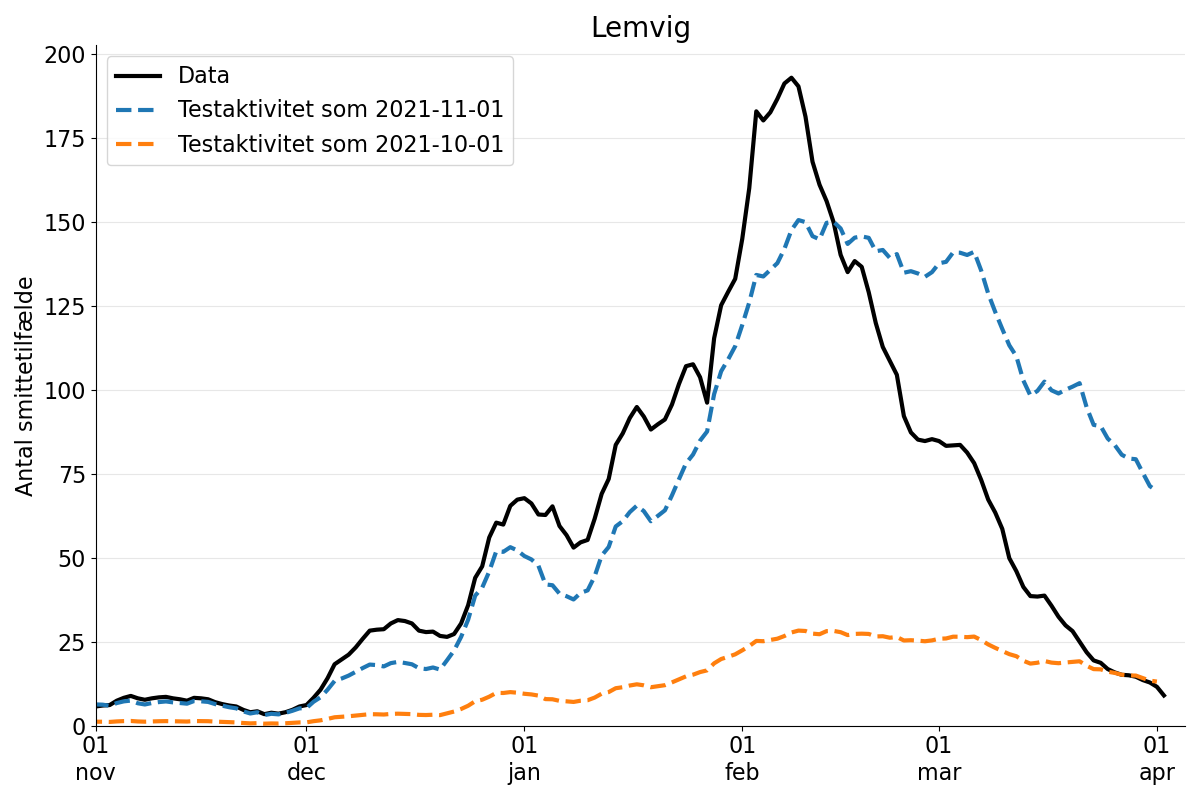 Lemvig
Data
Testaktivitet som 2021-11-01
Testaktivitet som 2021-10-01
Antal smittetilfælde
200
175
150
125
100
75
50
25
0
01 01 01 01 01 01
nov dec jan feb mar apr